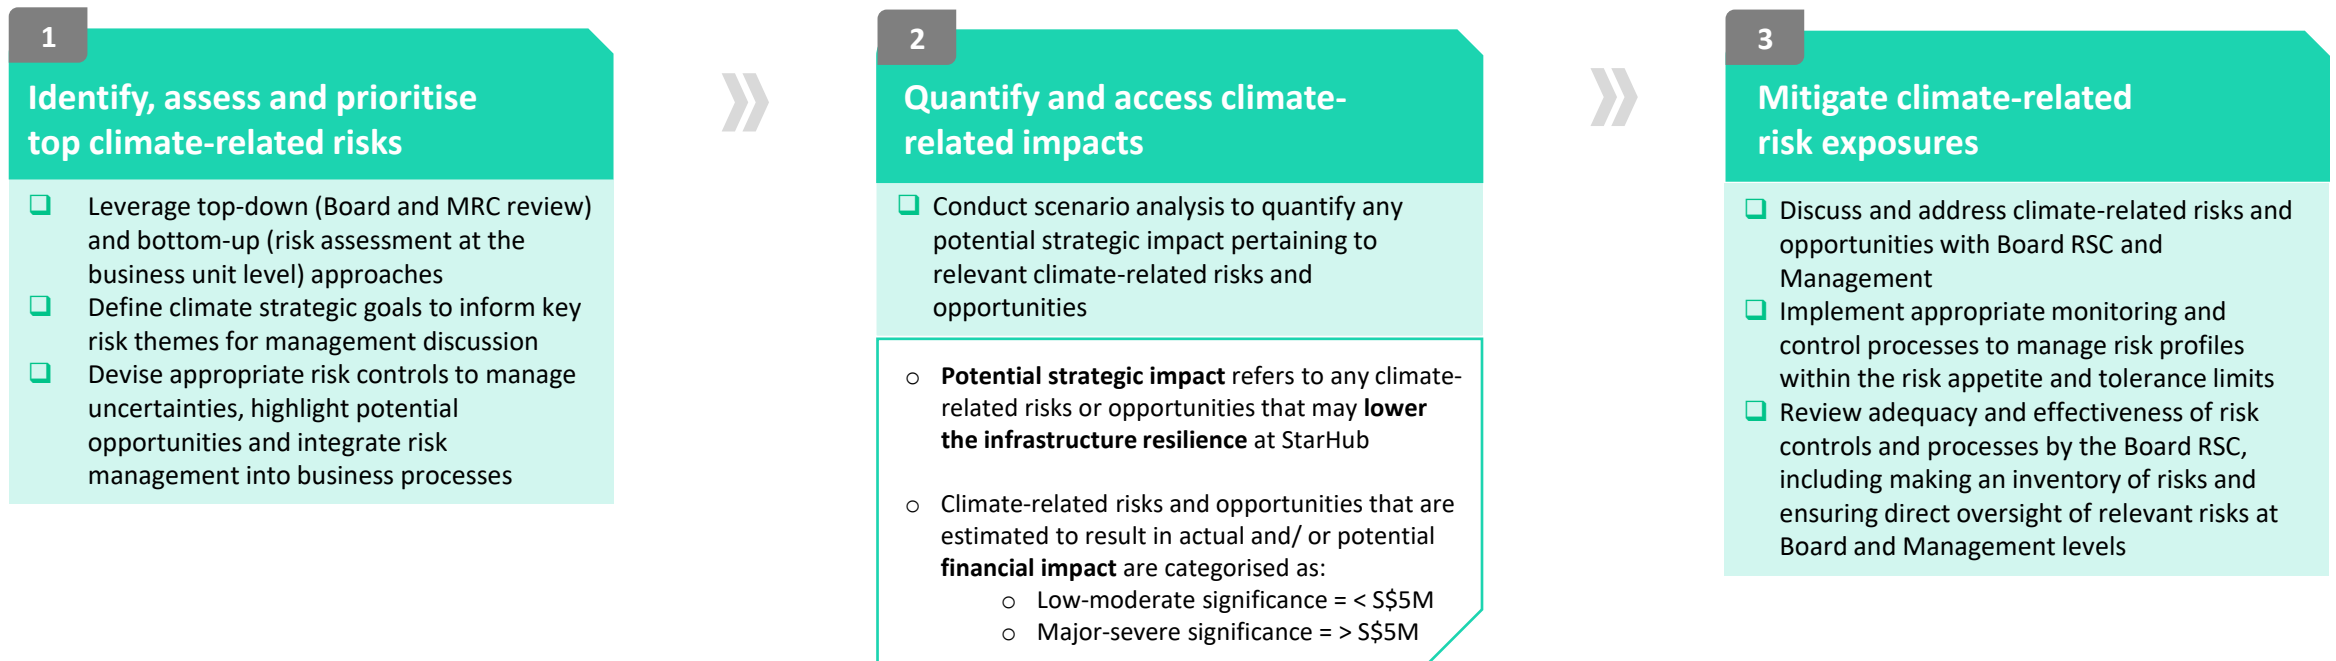 1
Identify, assess and prioritise
top climate-related risks
❑ Leverage top-down (Board and MRC review)
and bottom-up (risk assessment at the
business unit level) approaches
❑ Define climate strategic goals to inform key
risk themes for management discussion
❑ Devise appropriate risk controls to manage
uncertainties, highlight potential
opportunities and integrate risk
management into business processes
2
Quantify and access climate-
related impacts
❑ Conduct scenario analysis to quantify any
potential strategic impact pertaining to
relevant climate-related risks and
opportunities
o Potential strategic impact refers to any climate-
related risks or opportunities that may lower
the infrastructure resilience at StarHub
o Climate-related risks and opportunities that are
estimated to result in actual and/ or potential
financial impact are categorised as:
o Low-moderate significance = < S$5M
o Major-severe significance = > S$5M
3
Mitigate climate-related
risk exposures
❑ Discuss and address climate-related risks and
opportunities with Board RSC and
Management
❑ Implement appropriate monitoring and
control processes to manage risk profiles
within the risk appetite and tolerance limits
❑ Review adequacy and effectiveness of risk
controls and processes by the Board RSC,
including making an inventory of risks and
ensuring direct oversight of relevant risks at
Board and Management levels